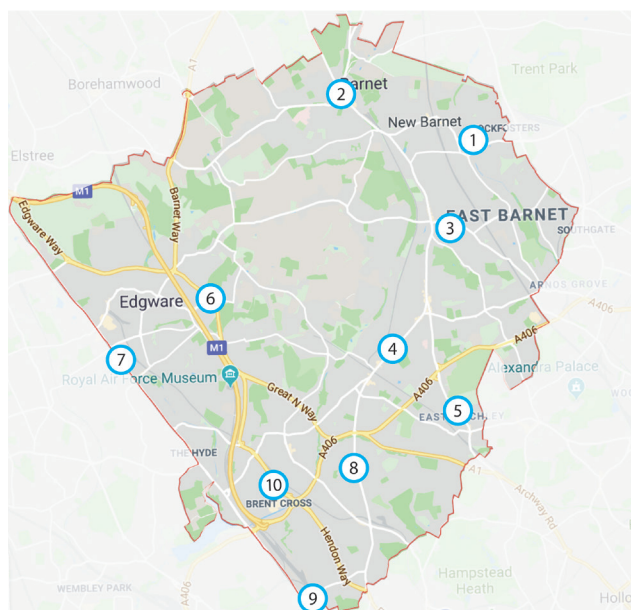 A1
Borehamwood
Trent Park
Barnet
2
New Barnet
1
Elstree
M1
Edgware Way
Barnet Way
EAST BARNET
3
SOUTHGATE
ARNOS GROVE
6
Edgware
A406
A406
M1
4
7
Royal Air Force Museum
Alexandra Palace
A406
Great N Way
5
A406
THE HYDE
8
A1
10
BRENT CROSS
Archway Rd
Hendon Way
Hampstead
Heath
WEMBLEY PARK
A406
9